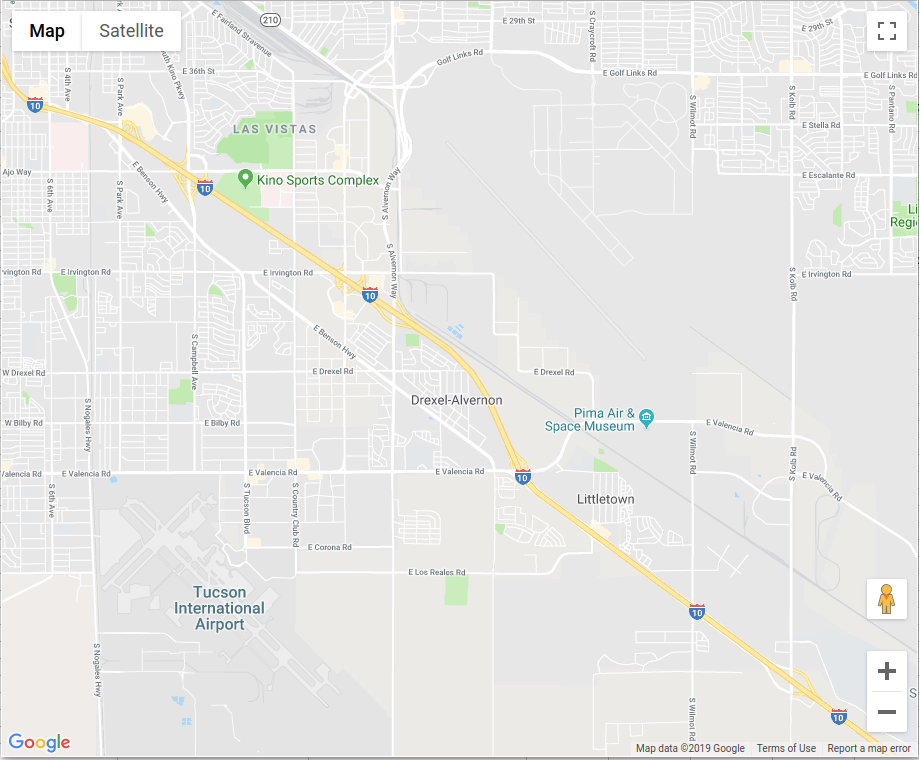 Map
Satellite
210
E Fairland Stravenue
E 29th St
S Craycroft Rd
E 29th St
Golf Links Rd
E 36th St
S 4th Ave
S Park Ave
E Golf Links Rd
E Golf Links Rd
S Kolb Rd
S Pantano Rd
10
S Wilmot Rd
LAS VISTAS
E Stella Rd
Ajo Way
E Benson Hwy
10
Kino Sports Complex
S Alvernon Way
E Escalante Rd
S 6th Ave
S Park Ave
Li
Regi
Irvington Rd
E Irvington Rd
E Irvington Rd
S Alvernon Way
S Kolb Rd
E Irvington Rd
10
E Benson Hwy
S Campbell Ave
W Drexel Rd
E Drexel Rd
E Drexel Rd
Drexel-Alvernon
S Nogales Hwy
Pima Air &
Space Museum
W Bilby Rd
E Bilby Rd
E Valencia Rd
S Wilmot Rd
S Kolb Rd
Valencia Rd
E Valencia Rd
E Valencia Rd
E Valencia Rd
10
E Valencia Rd
S 6th Ave
S Tucson Blvd
S Country Club Rd
Littletown
E Corona Rd
E Los Reales Rd
Tucson
International
Airport
10
S Nogales Hwy
S Wilmot Rd
S
10
Google
Map data ©2019 Google
Terms of Use
Report a map error